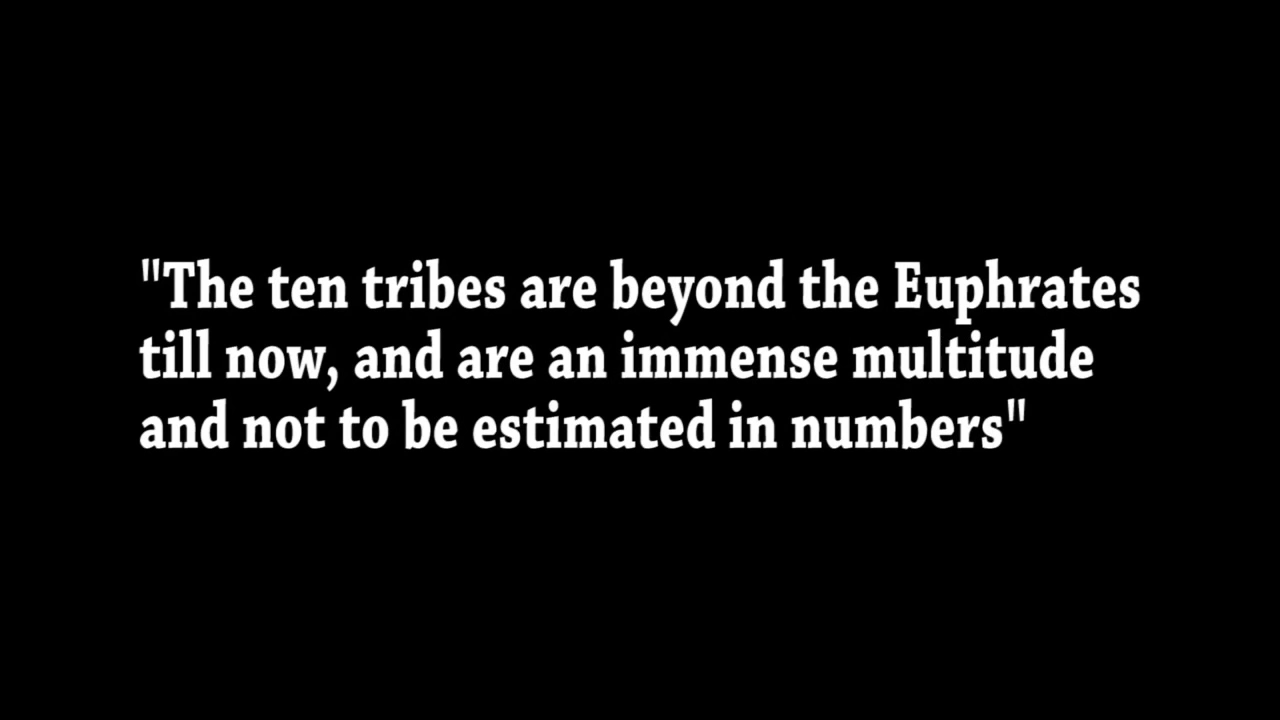 "The ten tribes are beyond the Euphrates
till now, and are an immense multitude
and not to be estimated in numbers"